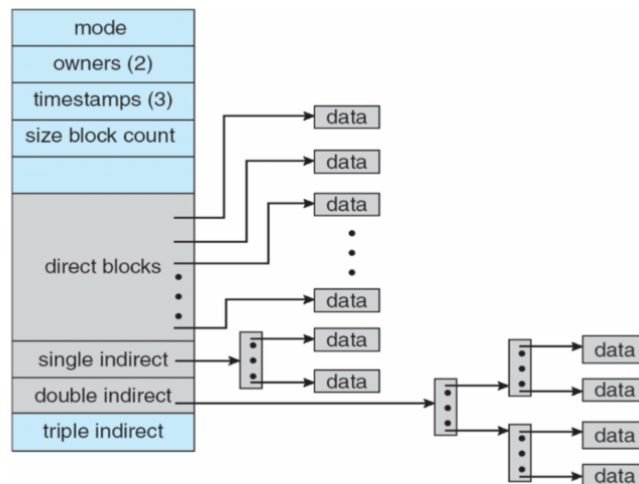 mode
owners (2)
timestamps (3)
size block count
data
data
data
direct blocks
data
single indirect
data
data
double indirect
data
data
triple indirect
data
data